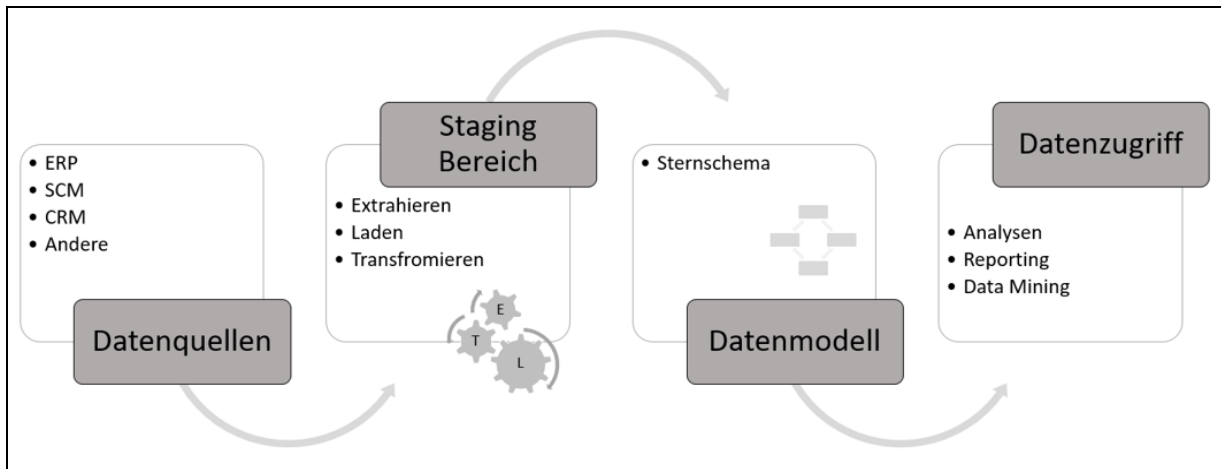 • ERP
• SCM
• CRM
• Andere
Datenquellen
Staging
Bereich
• Extrahieren
• Laden
• Transfromieren
E
T
L
• Sternschema
Datenmodell
Datenzugriff
• Analysen
• Reporting
• Data Mining